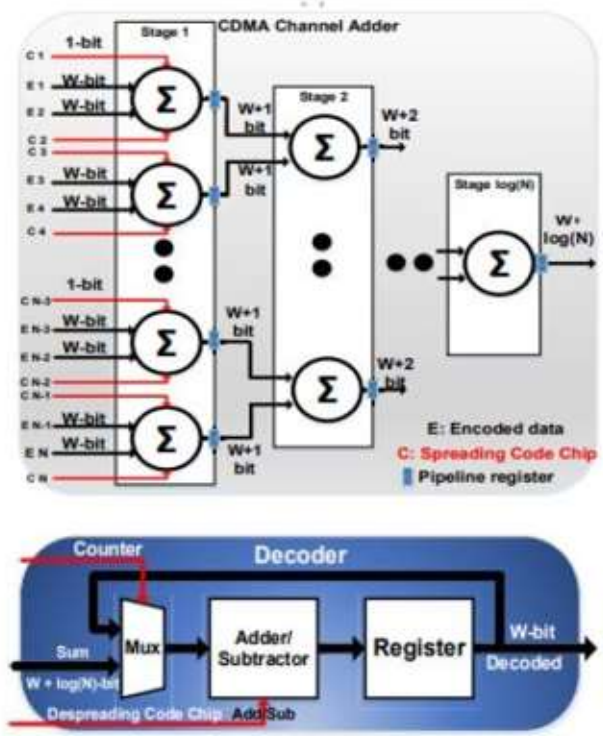 CDMA Channel Adder
Stage 1
1-bit
C 1
E 1
W-bit
E 2
W-bit
C 2
C 3
E 3
W-bit
E 4
W-bit
C 4
Σ
Σ
W+1
bit
W+1
bit
Stage 2
Σ
W+2
bit
Stage log(N)
Σ
W+
log(N)
1-bit
C N-3
E N-3
W-bit
E N-2
W-bit
C N-2
C N-1
E N-1
W-bit
E N
W-bit
C N
Σ
Σ
W+1
bit
W+1
bit
Σ
W+2
bit
E: Encoded data
C: Spreading Code Chip
Pipeline register
Counter
Decoder
Mux
Adder/
Subtractor
Register
Sum
W + log(N)-bit
W-bit
Decoded
Despreading Code Chip
Add/Sub